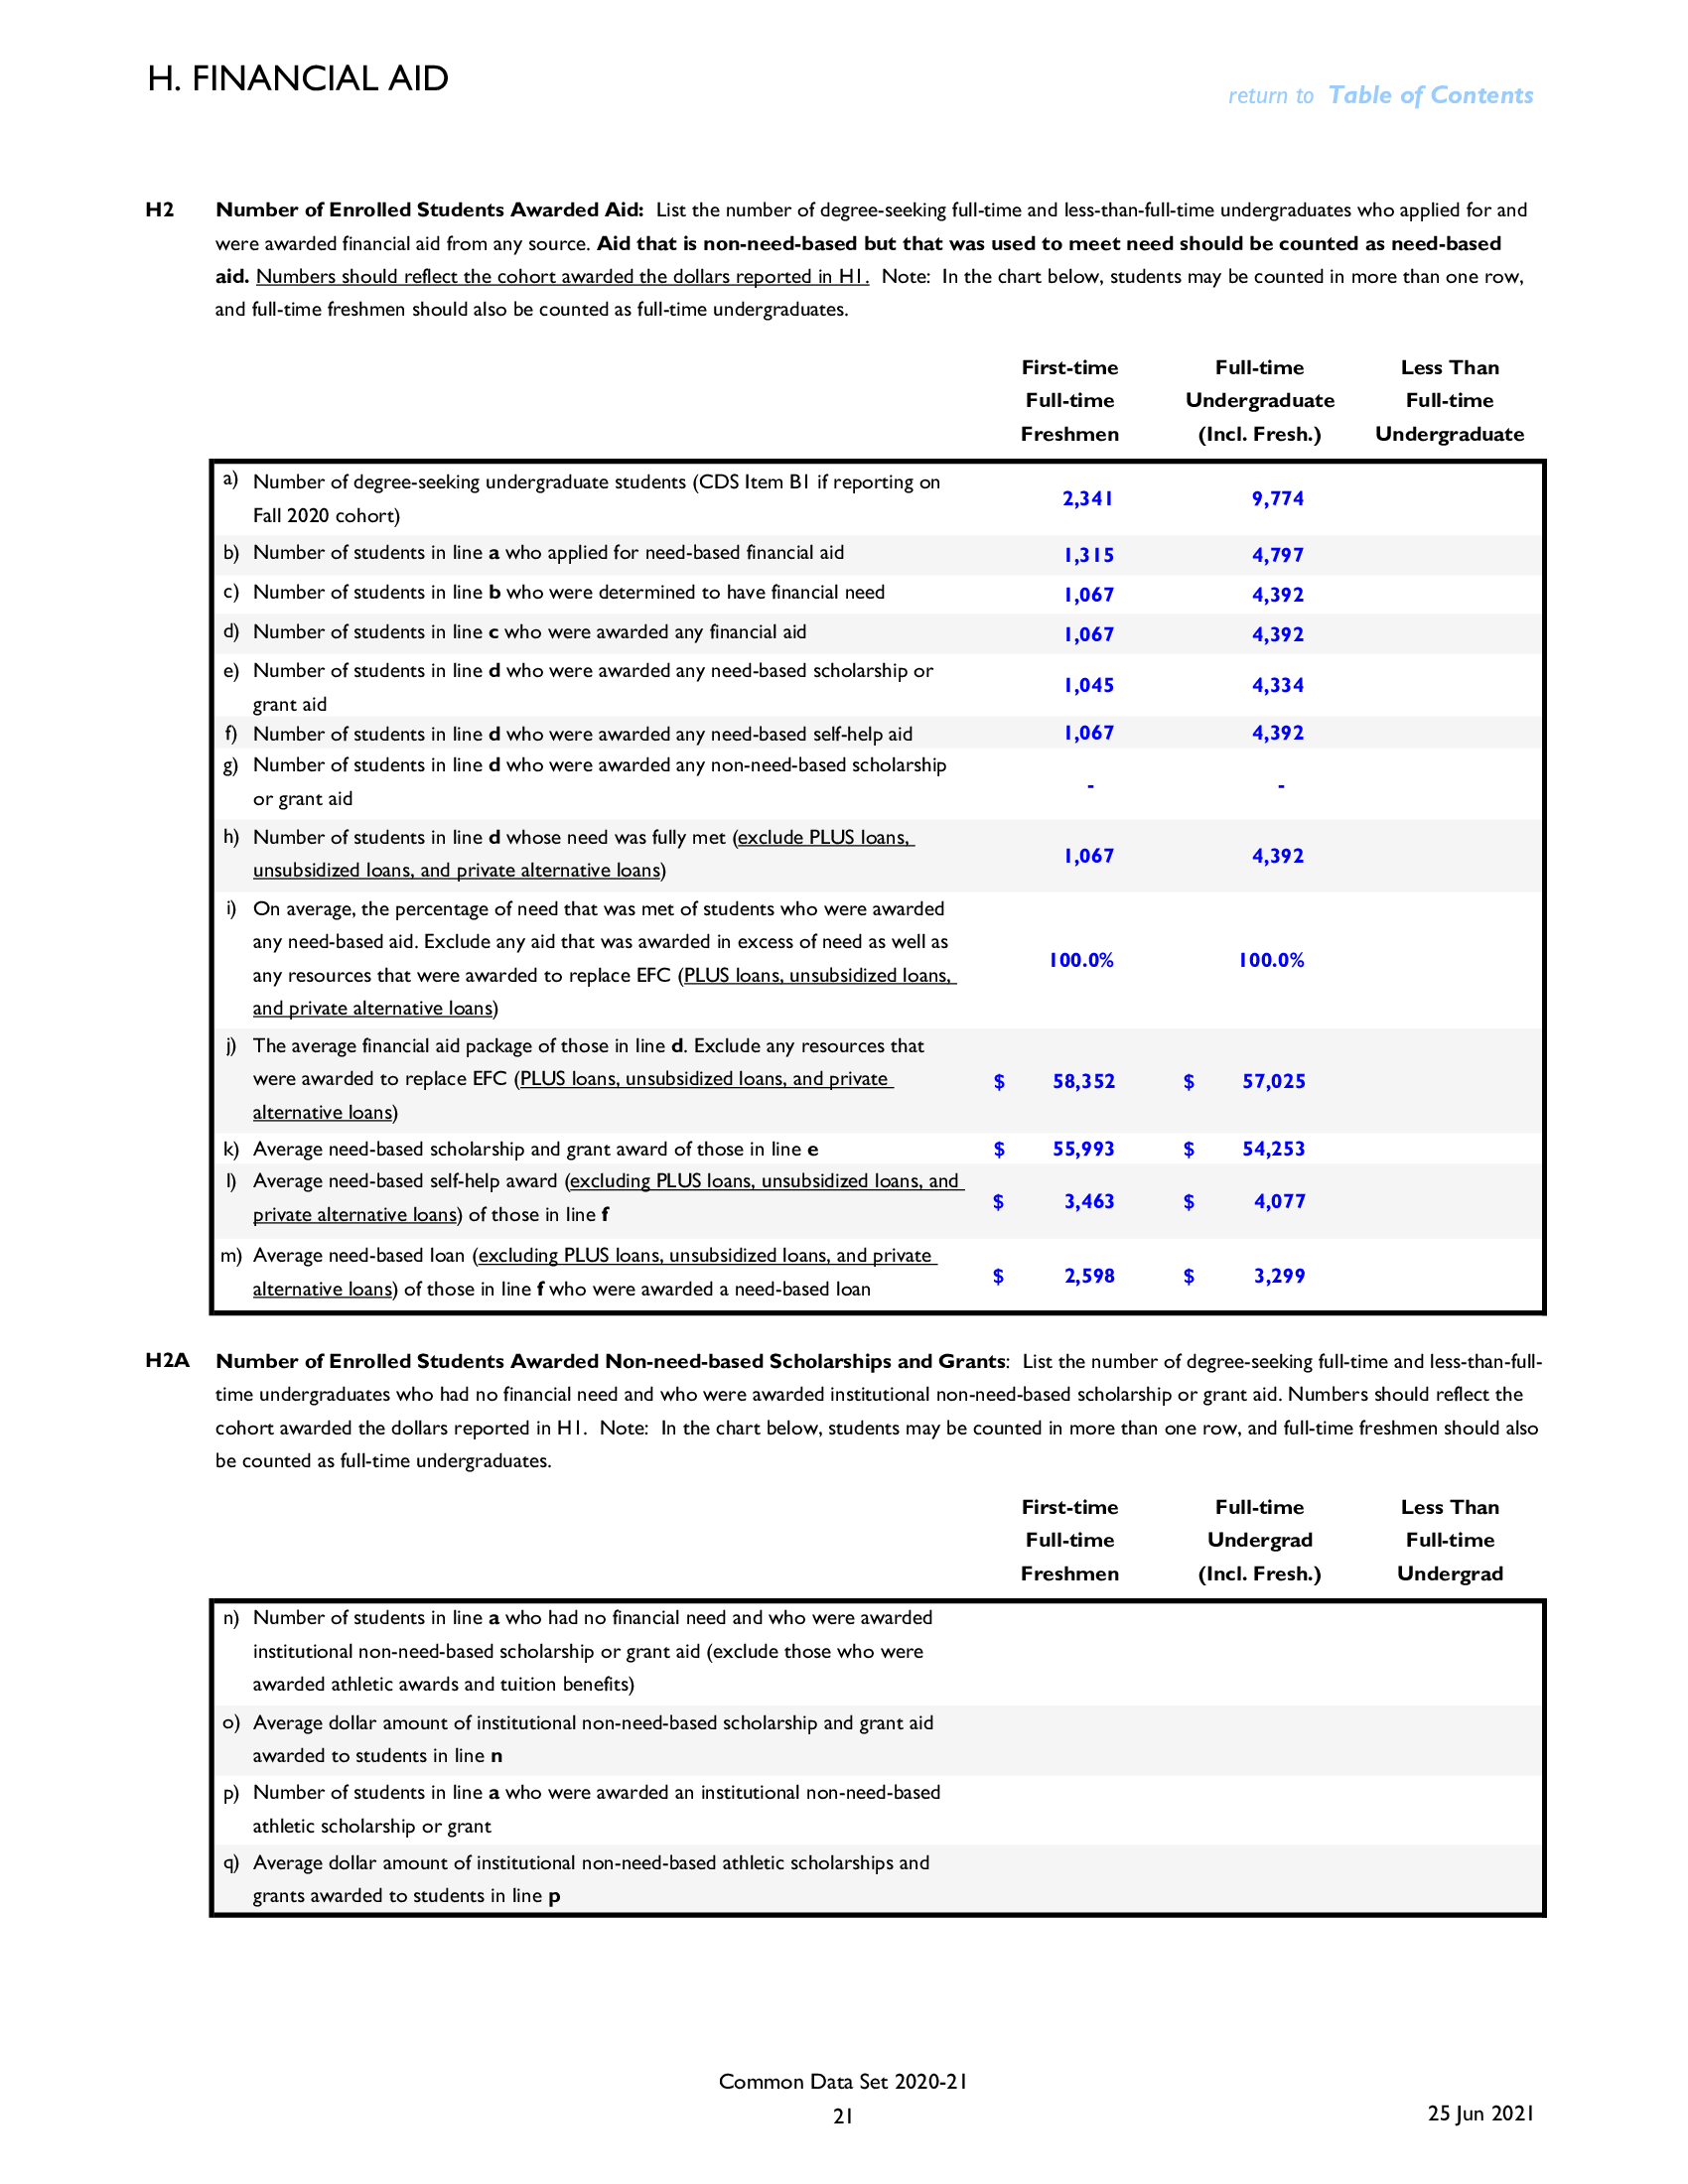 H. FINANCIAL AID
return to Table of Contents
H2 Number of Enrolled Students Awarded Aid: List the number of degree-seeking full-time and less-than-full-time undergraduates who applied for and
were awarded financial aid from any source. Aid that is non-need-based but that was used to meet need should be counted as need-based
aid. Numbers should reflect the cohort awarded the dollars reported in H1. Note: In the chart below, students may be counted in more than one row,
and full-time freshmen should also be counted as full-time undergraduates.
First-time Full-time Less Than
Full-time Undergraduate Full-time
Freshmen (Incl. Fresh.) Undergraduate
a) Number of degree-seeking undergraduate students (CDS Item B1 if reporting on
Fall 2020 cohort)
2,341 9,774
b) Number of students in line a who applied for need-based financial aid 1,315 4,797
c) Number of students in line b who were determined to have financial need 1,067 4,392
d) Number of students in line c who were awarded any financial aid 1,067 4,392
e) Number of students in line d who were awarded any need-based scholarship or
grant aid
1,045 4,334
f) Number of students in line d who were awarded any need-based self-help aid 1,067 4,392
g) Number of students in line d who were awarded any non-need-based scholarship
or grant aid
- -
h) Number of students in line d whose need was fully met (exclude PLUS loans,
unsubsidized loans, and private alternative loans)
1,067 4,392
i) On average, the percentage of need that was met of students who were awarded
any need-based aid. Exclude any aid that was awarded in excess of need as well as
any resources that were awarded to replace EFC (PLUS loans, unsubsidized loans,
and private alternative loans)
100.0% 100.0%
j) The average financial aid package of those in line d. Exclude any resources that
were awarded to replace EFC (PLUS loans, unsubsidized loans, and private
alternative loans)
$ 58,352 $ 57,025
k) Average need-based scholarship and grant award of those in line e $ 55,993 $ 54,253
l) Average need-based self-help award (excluding PLUS loans, unsubsidized loans, and
private alternative loans) of those in line f
$ 3,463 $ 4,077
m) Average need-based loan (excluding PLUS loans, unsubsidized loans, and private
alternative loans) of those in line f who were awarded a need-based loan
$ 2,598 $ 3,299
H2A Number of Enrolled Students Awarded Non-need-based Scholarships and Grants: List the number of degree-seeking full-time and less-than-full-
time undergraduates who had no financial need and who were awarded institutional non-need-based scholarship or grant aid. Numbers should reflect the
cohort awarded the dollars reported in H1. Note: In the chart below, students may be counted in more than one row, and full-time freshmen should also
be counted as full-time undergraduates.
First-time Full-time Less Than
Full-time Undergrad Full-time
Freshmen (Incl. Fresh.) Undergrad
n) Number of students in line a who had no financial need and who were awarded
institutional non-need-based scholarship or grant aid (exclude those who were
awarded athletic awards and tuition benefits)
o) Average dollar amount of institutional non-need-based scholarship and grant aid
awarded to students in line n
p) Number of students in line a who were awarded an institutional non-need-based
athletic scholarship or grant
q) Average dollar amount of institutional non-need-based athletic scholarships and
grants awarded to students in line p
Common Data Set 2020-21
21
25 Jun 2021